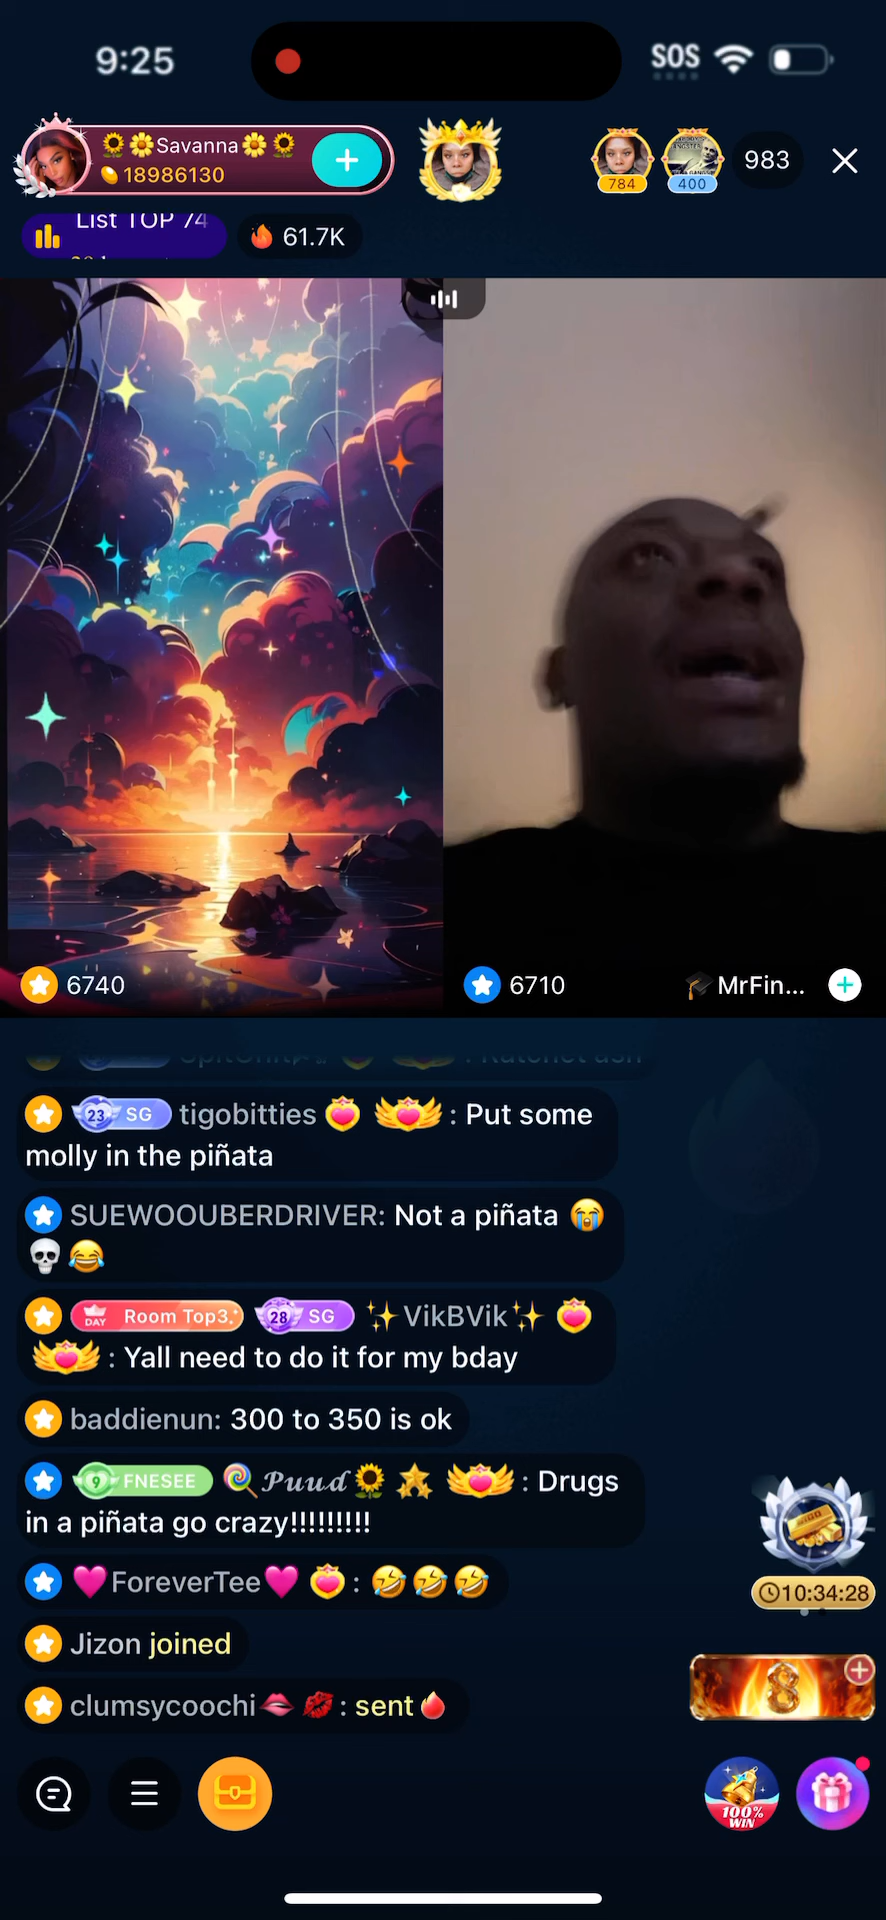 9:25
SOS
Savanna
18986130
784
400
983
List TOP 74
61.7K
6740
6710
MrFin...
23 SG tigobitties : Put some
molly in the piñata
SUEWOOUBERDRIVER: Not a piñata
DAY Room Top3 28 SG VikBVik
: Yall need to do it for my bday
baddienun: 300 to 350 is ok
9 FNESEE 𝓟𝓾𝓾𝓭 : Drugs
in a piñata go crazy!!!!!!!!!
ForeverTee :
10:34:28
Jizon joined
8
clumsycoochi : sent
100%
WIN